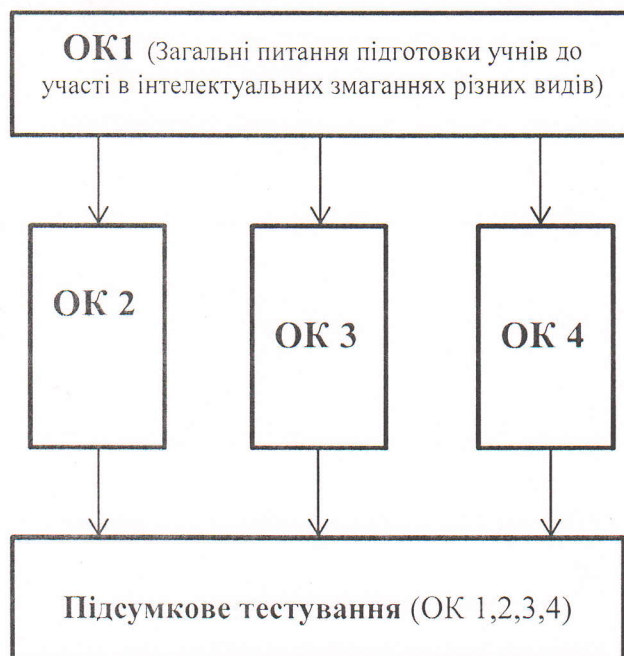 ОК1 (Загальні питання підготовки учнів до
участі в інтелектуальних змаганнях різних видів)
ОК 2
ОК 3
ОК 4
Підсумкове тестування (ОК 1,2,3,4)